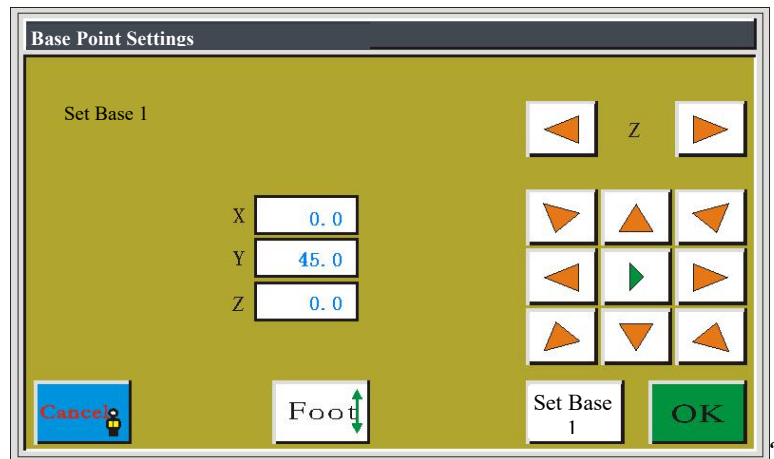 Base Point Settings
Set Base 1
Z
X 0.0
Y 45.0
Z 0.0
Cancel
Foot
Set Base
1
OK
‘